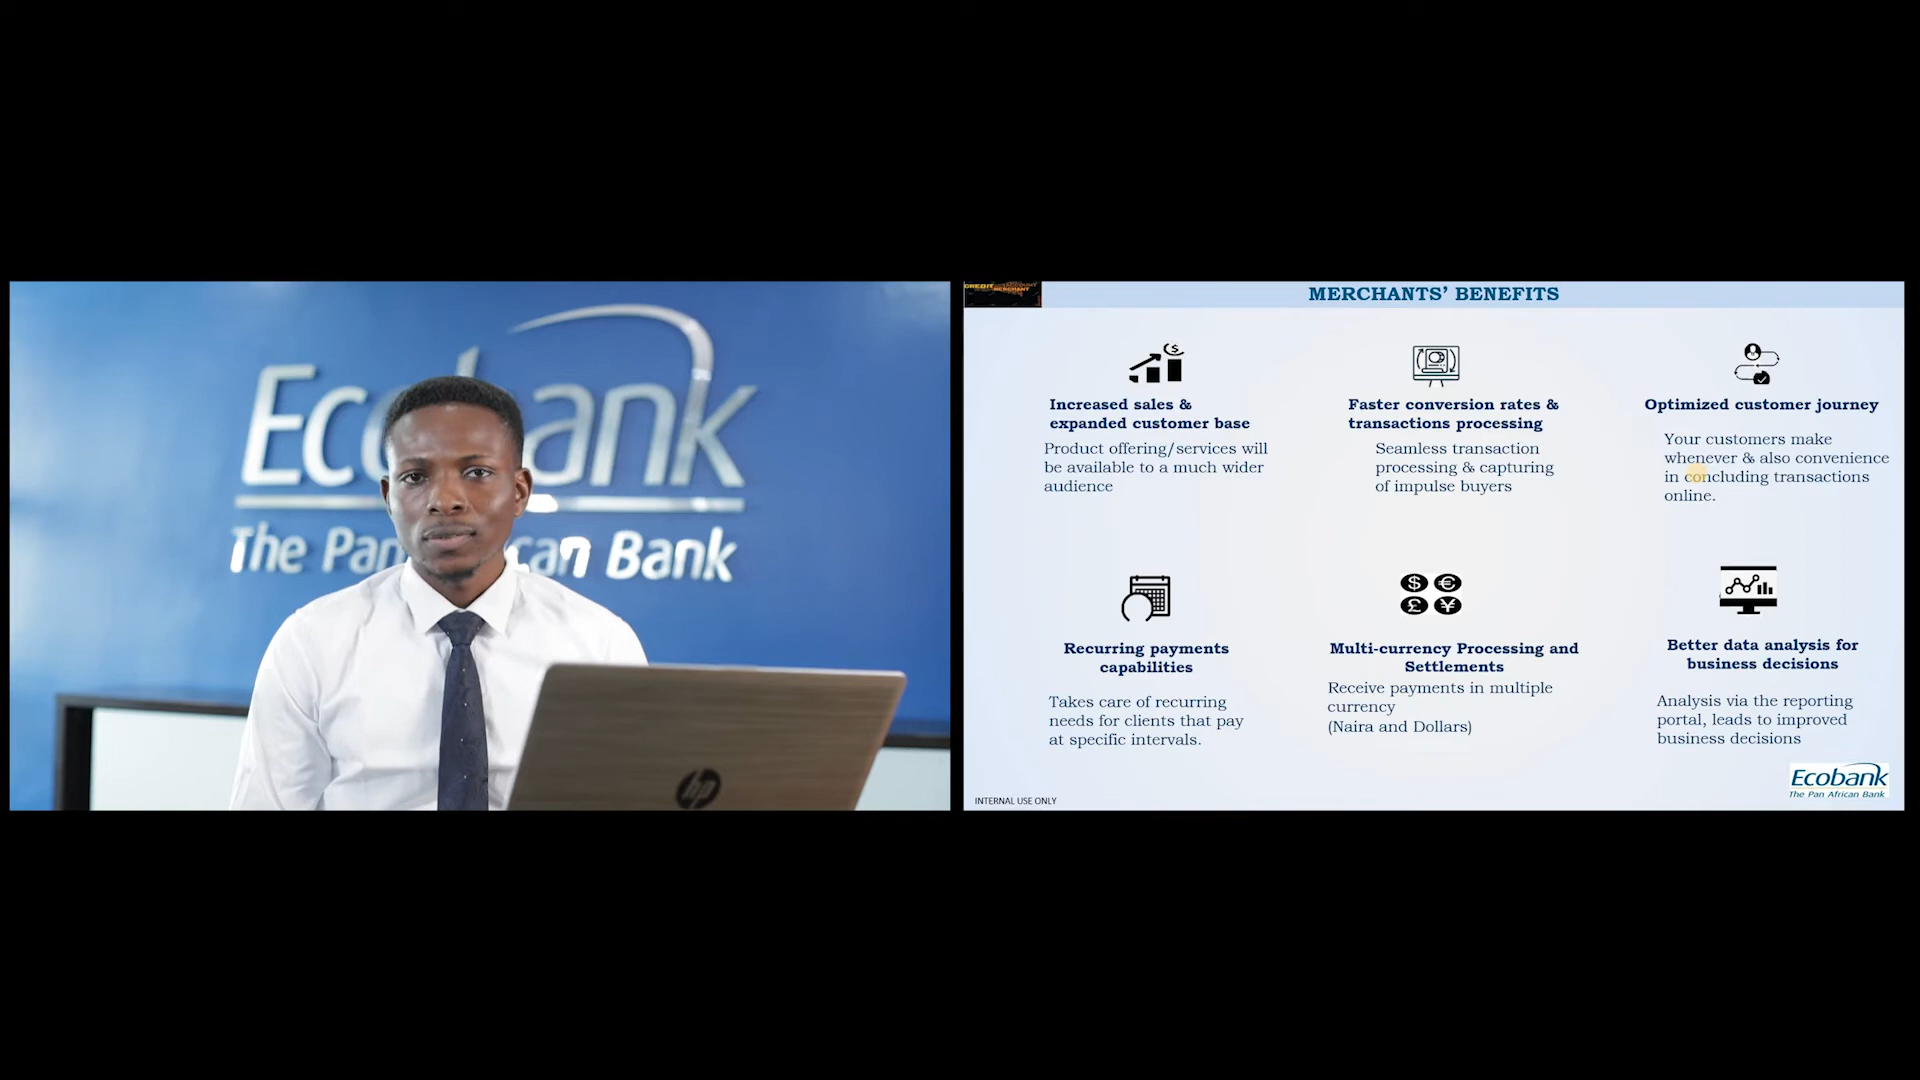 Ecobank
The Pan African Bank
hp
CREDIT
MERCHANT
MERCHANTS' BENEFITS
Increased sales &
expanded customer base
Product offering/services will
be available to a much wider
audience
Faster conversion rates &
transactions processing
Seamless transaction
processing & capturing
of impulse buyers
Optimized customer journey
Your customers make
whenever & also convenience
in concluding transactions
online.
Recurring payments
capabilities
Takes care of recurring
needs for clients that pay
at specific intervals.
$ €
£ ¥
Multi-currency Processing and
Settlements
Receive payments in multiple
currency
(Naira and Dollars)
Better data analysis for
business decisions
Analysis via the reporting
portal, leads to improved
business decisions
Ecobank
The Pan African Bank
INTERNAL USE ONLY